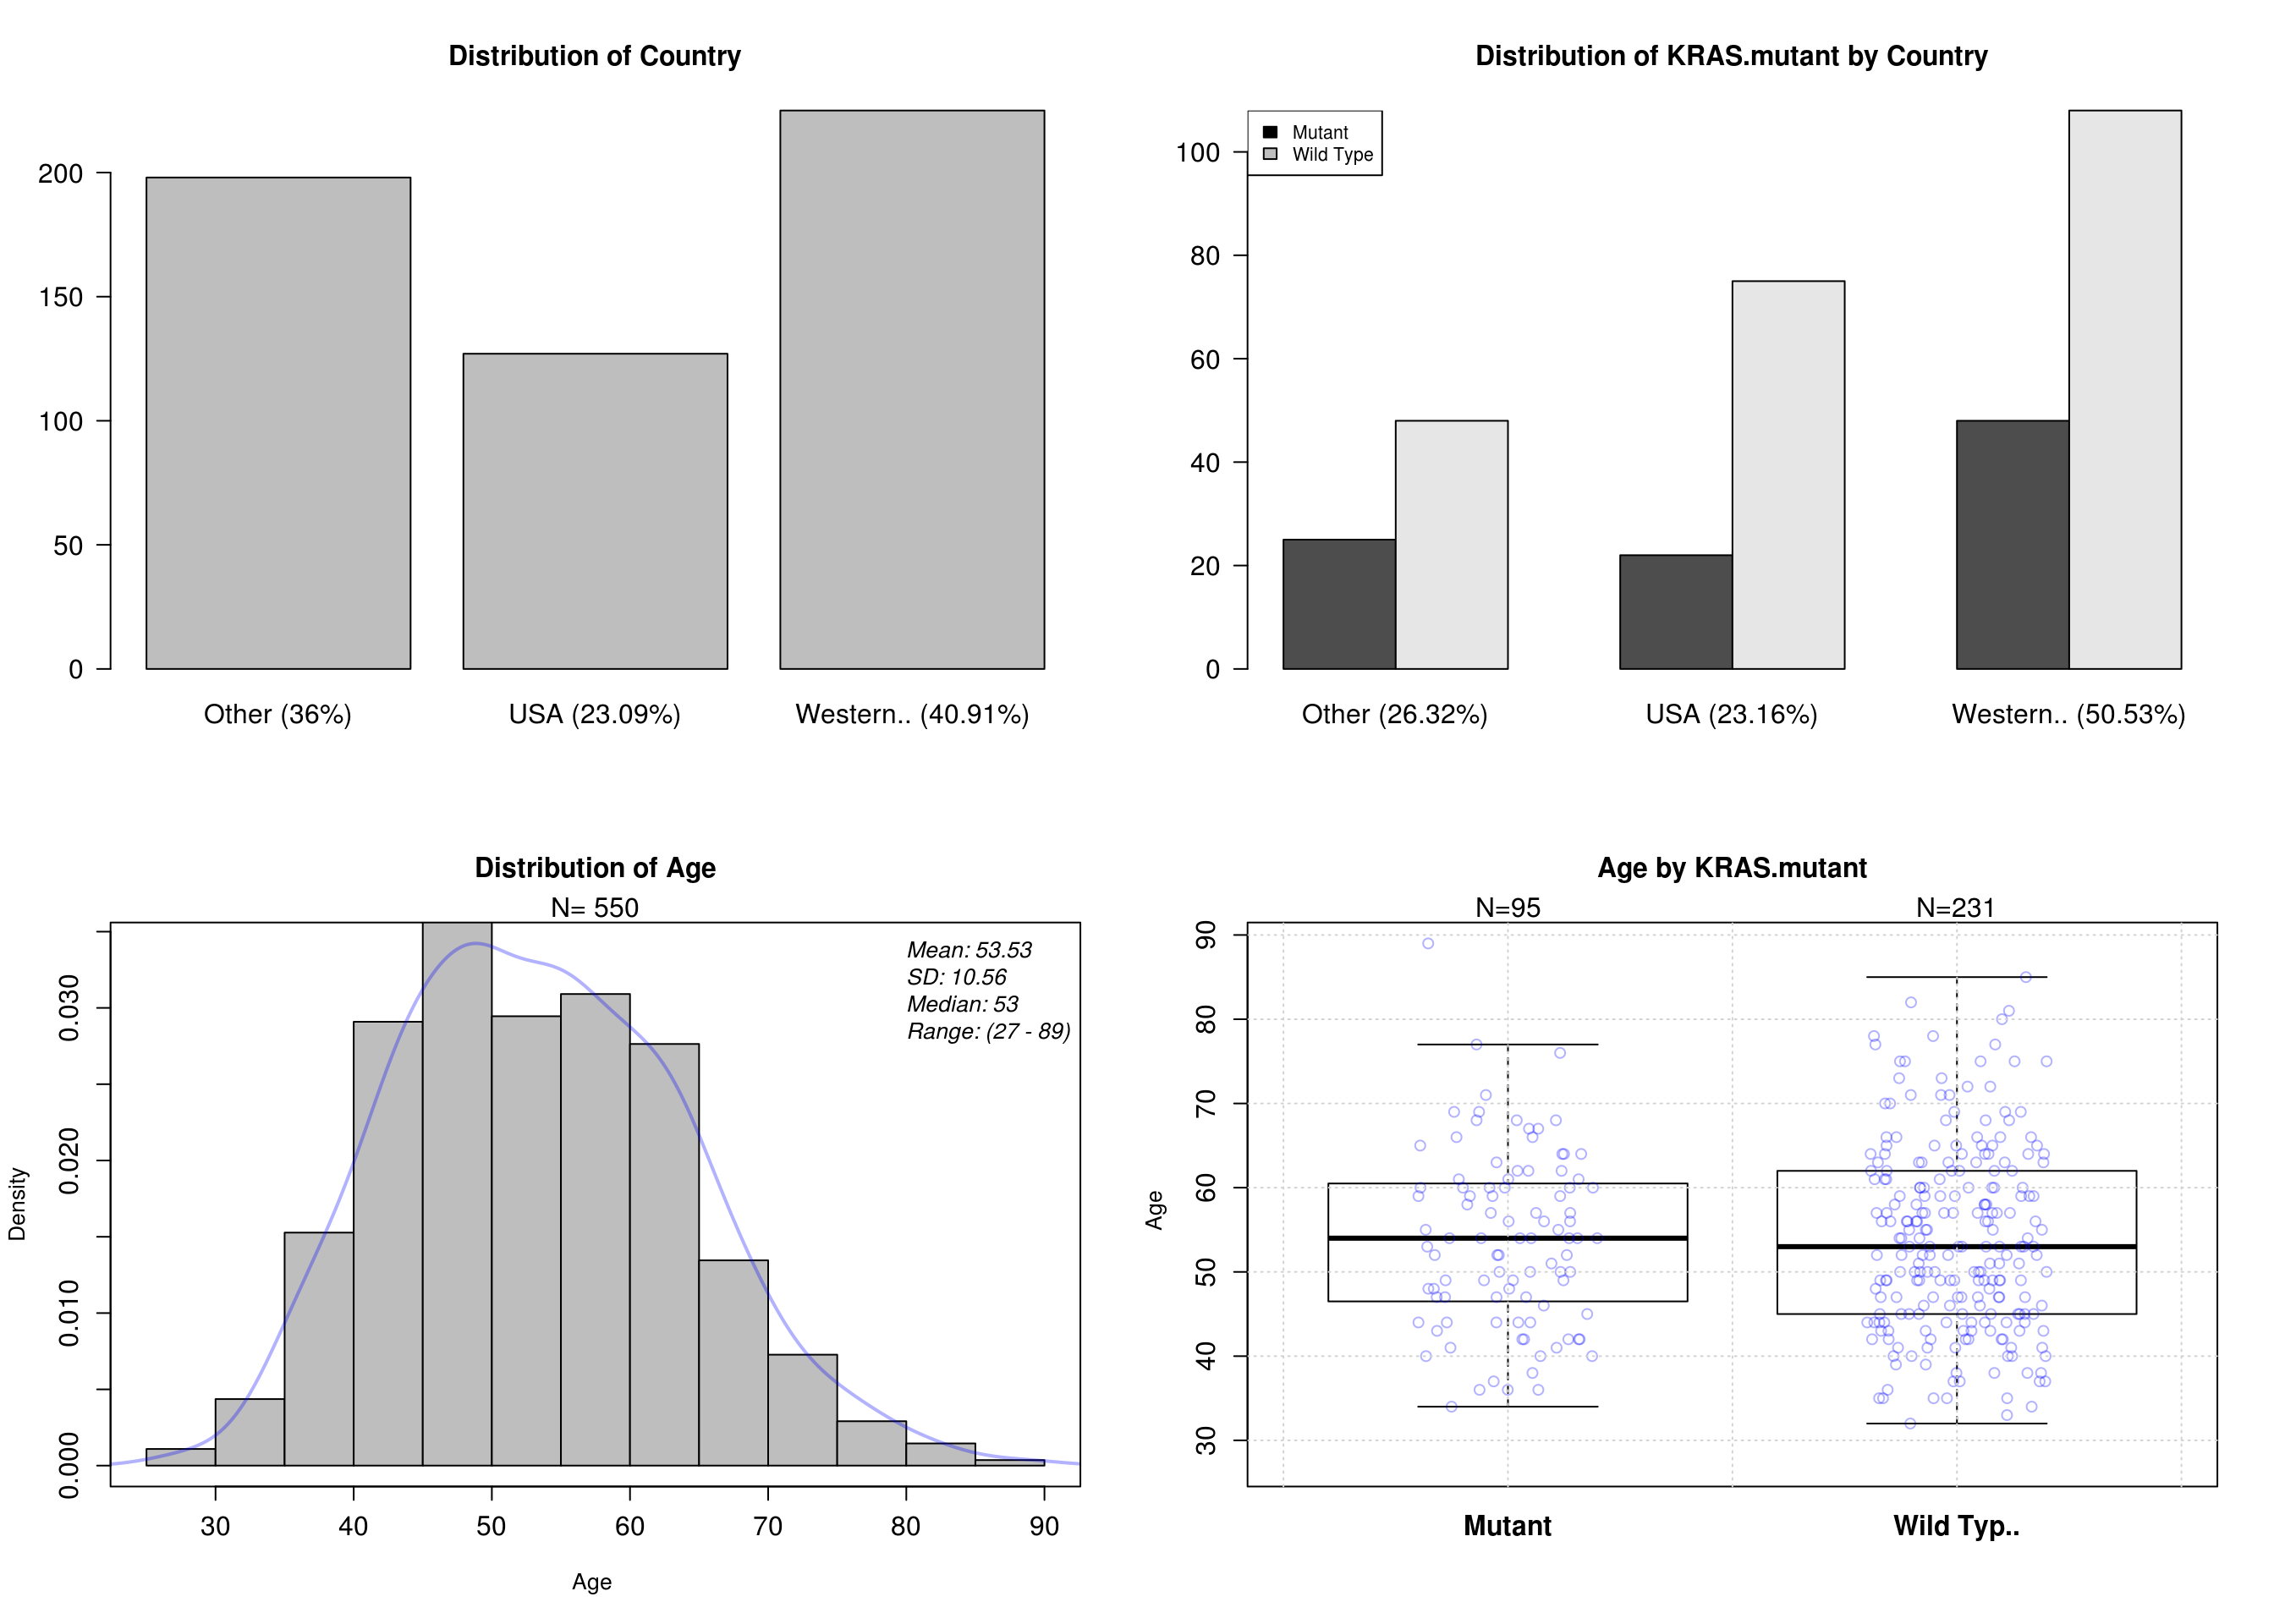 Distribution of Country
200
150
100
50
0
Other (36%)
USA (23.09%)
Western.. (40.91%)
Distribution of KRAS.mutant by Country
Mutant
Wild Type
100
80
60
40
20
0
Other (26.32%)
USA (23.16%)
Western.. (50.53%)
Distribution of Age
N= 550
Mean: 53.53
SD: 10.56
Median: 53
Range: (27 - 89)
Density
0.030
0.020
0.010
0.000
30 40 50 60 70 80 90
Age
Age by KRAS.mutant
N=95
N=231
Age
90
80
70
60
50
40
30
Mutant
Wild Typ..